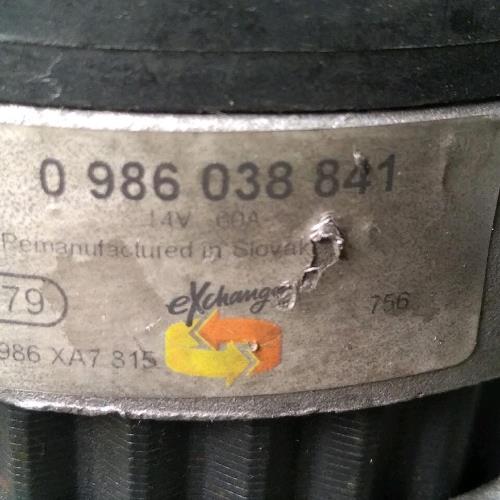 0 986 038 841
14V 60A
Remanufactured in Slovak
79
eXchange
756
986 XA7 815